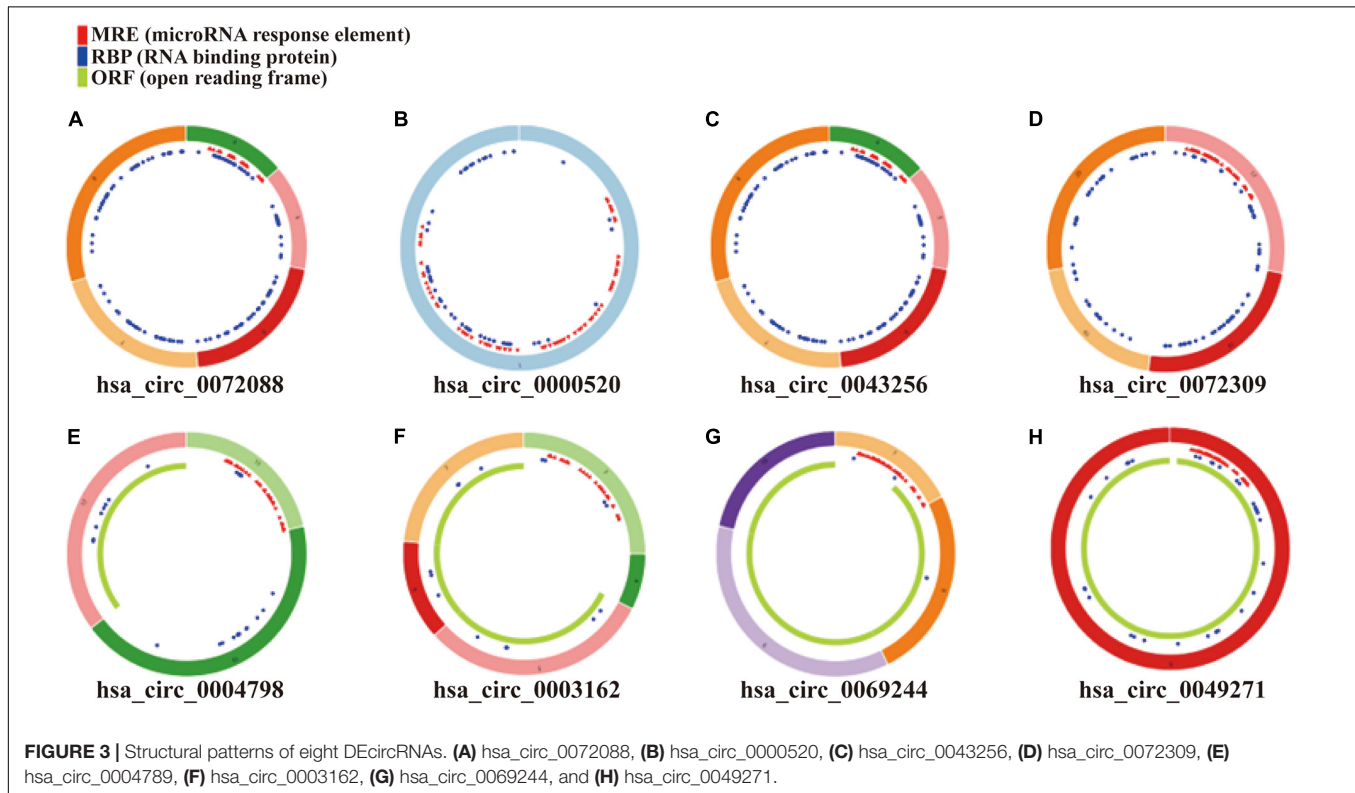 MRE (microRNA response element)
RBP (RNA binding protein)
ORF (open reading frame)
A
B
C
D
hsa_circ_0072088
hsa_circ_0000520
hsa_circ_0043256
hsa_circ_0072309
E
F
G
H
hsa_circ_0004798
hsa_circ_0003162
hsa_circ_0069244
hsa_circ_0049271
FIGURE 3 | Structural patterns of eight DEcircRNAs. (A) hsa_circ_0072088, (B) hsa_circ_0000520, (C) hsa_circ_0043256, (D) hsa_circ_0072309, (E)
hsa_circ_0004789, (F) hsa_circ_0003162, (G) hsa_circ_0069244, and (H) hsa_circ_0049271.